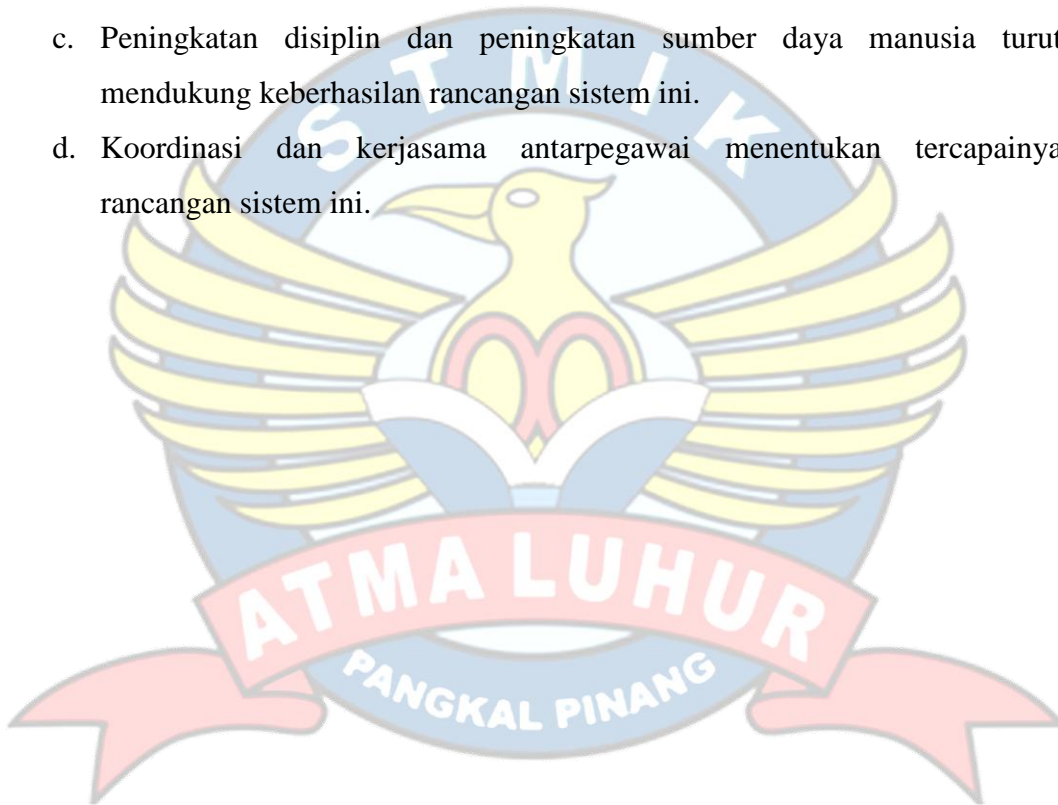 c. Peningkatan disiplin dan peningkatan sumber daya manusia turut
mendukung keberhasilan rancangan sistem ini.
d. Koordinasi dan kerjasama antarpegawai menentukan tercapainya
rancangan sistem ini.
STMIK
ATMA LUHUR
PANGKAL PINANG